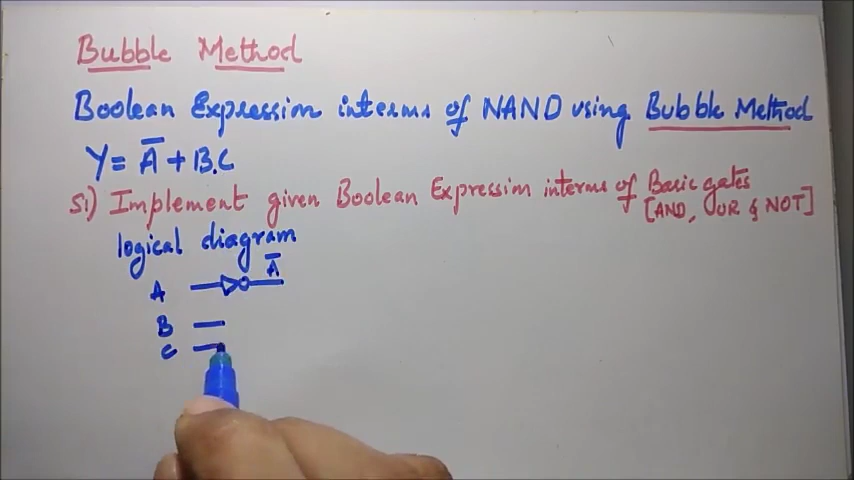 Bubble Method
Boolean Expression interms of NAND using Bubble Method
Y = A̅ + B.C
S1) Implement given Boolean Expression interms of Basic gates
[AND, OR & NOT]
logical diagram
A̅
A
B
C